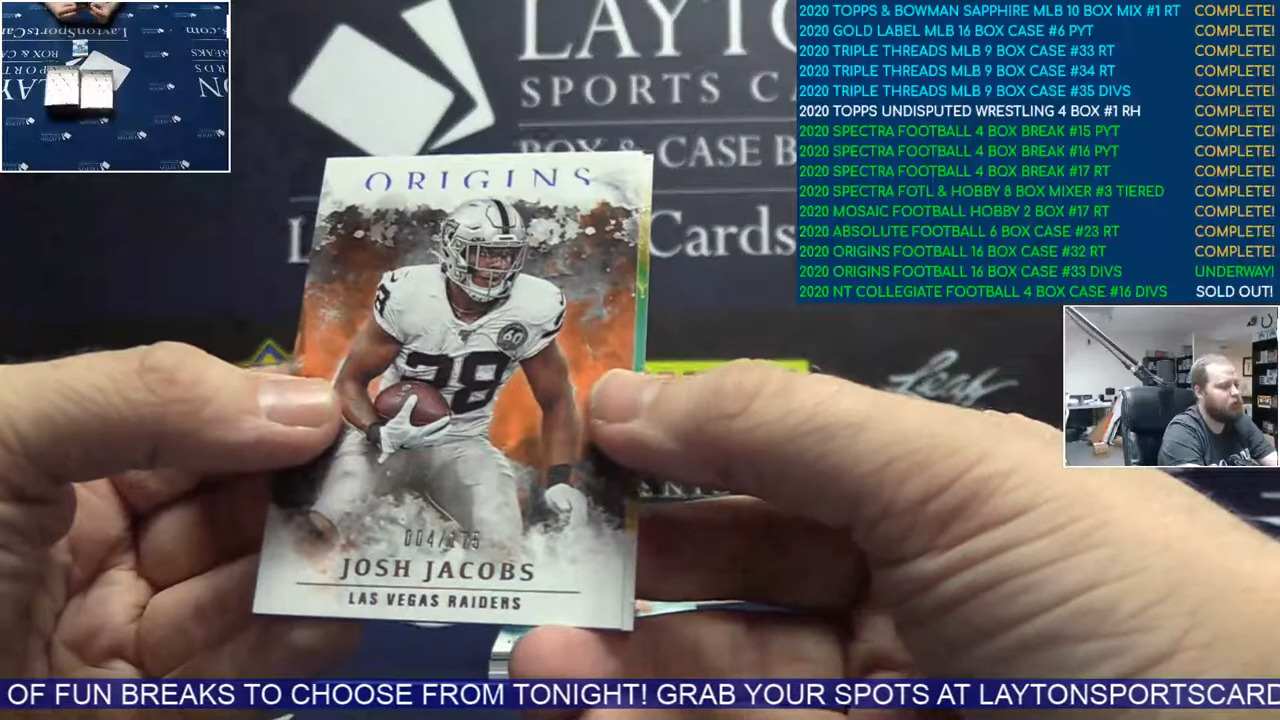 2020 TOPPS & BOWMAN SAPPHIRE MLB 10 BOX MIX #1 RT COMPLETE!
2020 GOLD LABEL MLB 16 BOX CASE #6 PYT COMPLETE!
2020 TRIPLE THREADS MLB 9 BOX CASE #33 RT COMPLETE!
2020 TRIPLE THREADS MLB 9 BOX CASE #34 RT COMPLETE!
2020 TRIPLE THREADS MLB 9 BOX CASE #35 DIVS COMPLETE!
2020 TOPPS UNDISPUTED WRESTLING 4 BOX #1 RH COMPLETE!
2020 SPECTRA FOOTBALL 4 BOX BREAK #15 PYT COMPLETE!
2020 SPECTRA FOOTBALL 4 BOX BREAK #16 PYT COMPLETE!
2020 SPECTRA FOOTBALL 4 BOX BREAK #17 RT COMPLETE!
2020 SPECTRA FOTL & HOBBY 8 BOX MIXER #3 TIERED COMPLETE!
2020 MOSAIC FOOTBALL HOBBY 2 BOX #17 RT COMPLETE!
2020 ABSOLUTE FOOTBALL 6 BOX CASE #23 RT COMPLETE!
2020 ORIGINS FOOTBALL 16 BOX CASE #32 RT COMPLETE!
2020 ORIGINS FOOTBALL 16 BOX CASE #33 DIVS UNDERWAY!
2020 NT COLLEGIATE FOOTBALL 4 BOX CASE #16 DIVS SOLD OUT!
LAYTO
SPORTS CA
BOX & CASE B
Cards
Leaf
ORIGINS
60
28
004/175
JOSH JACOBS
LAS VEGAS RAIDERS
OF FUN BREAKS TO CHOOSE FROM TONIGHT! GRAB YOUR SPOTS AT LAYTONSPORTSCARD